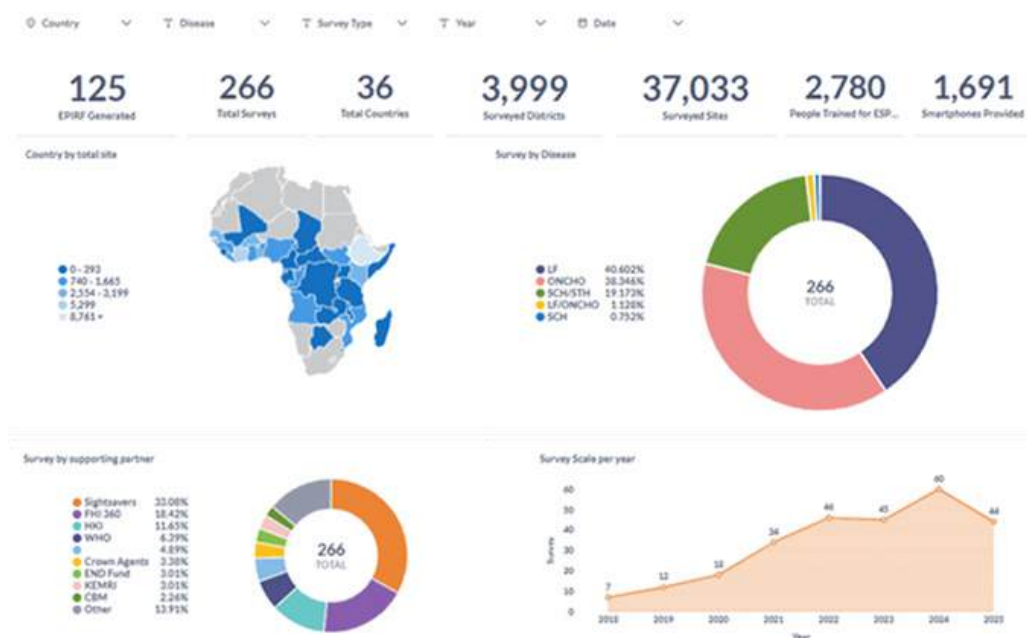 Country
Disease
Survey Type
Year
Date
125
EPIRF Generated
266
Total Surveys
36
Total Countries
3,999
Surveyed Districts
37,033
Surveyed Sites
2,780
People Trained for ESP...
1,691
Smartphones Provided
Country by total site
0 - 293
740 - 1,665
2,554 - 3,199
5,299
8,761 +
Survey by Disease
LF 40.602%
ONCHO 38.346%
SCH/STH 19.173%
LF/ONCHO 1.128%
SCH 0.752%
266
TOTAL
Survey by supporting partner
Sightsavers 33.08%
FHI 360 18.42%
HKI 11.65%
WHO 6.39%
4.89%
Crown Agents 3.38%
END Fund 3.01%
KEMRI 3.01%
CBM 2.26%
Other 13.91%
266
TOTAL
Survey Scale per year
Survey
60
50
40
30
20
10
0
7
12
18
34
46
45
60
44
2018
2019
2020
2021
2022
2023
2024
2025
Year